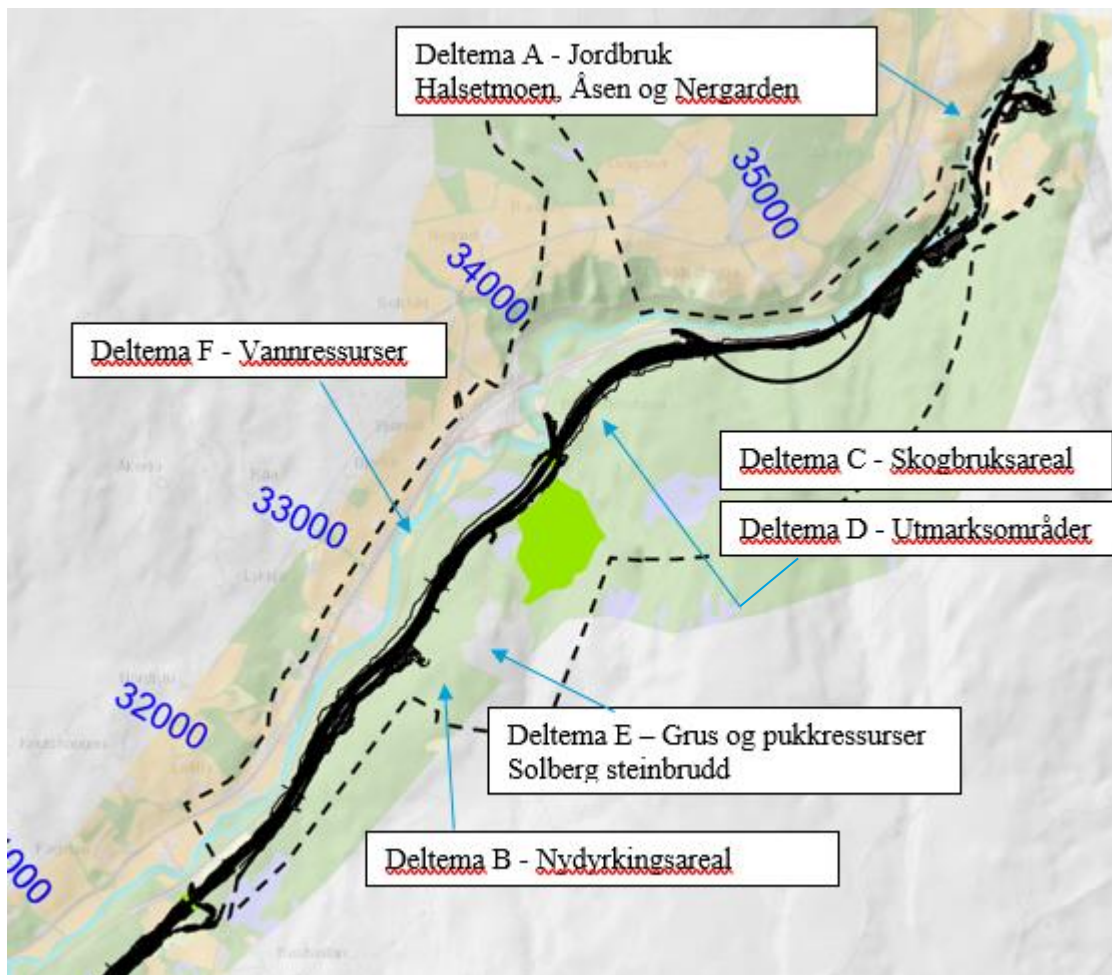 Deltema A - Jordbruk
Halsetmoen, Åsen og Nergarden
35000
34000
Deltema F - Vannressurser
Deltema C - Skogbruksareal
33000
Deltema D - Utmarksområder
32000
Deltema E – Grus og pukkressurser
Solberg steinbrudd
Deltema B - Nydyrkingsareal